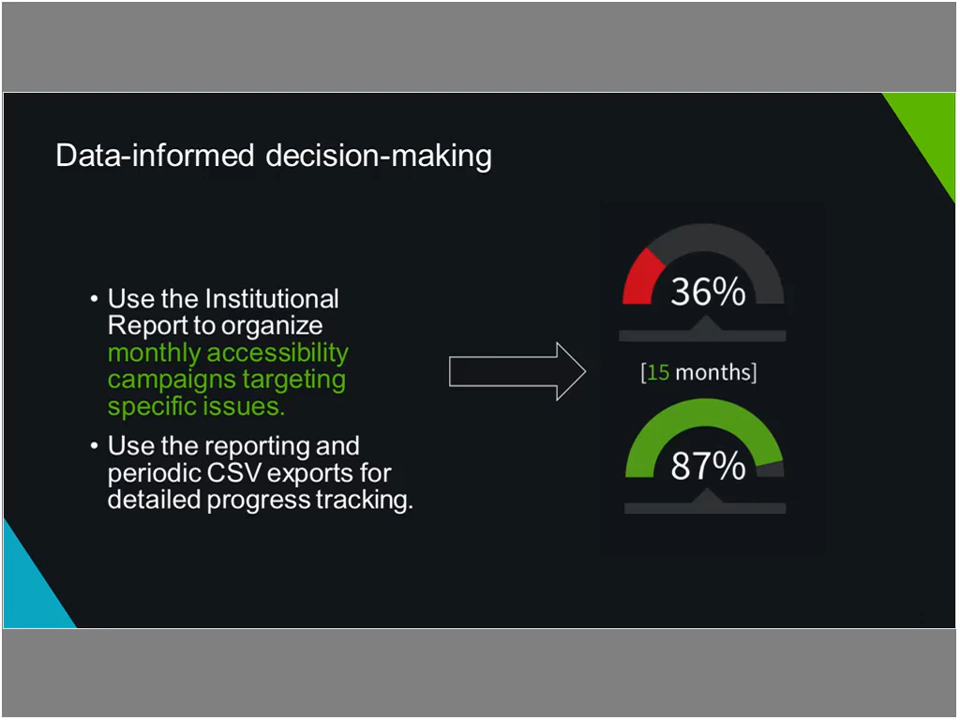 Data-informed decision-making
• Use the Institutional
Report to organize
monthly accessibility
campaigns targeting
specific issues.
• Use the reporting and
periodic CSV exports for
detailed progress tracking.
36%
[15 months]
87%